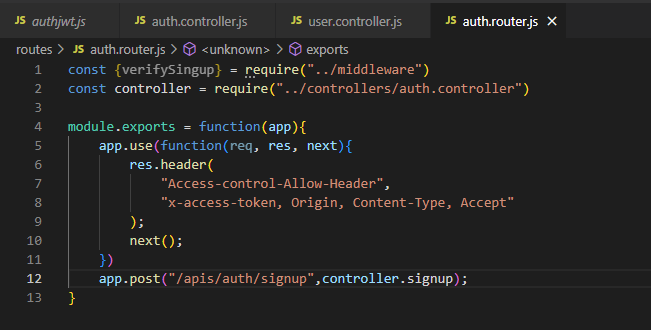 JS authjwt.js JS auth.controller.js JS user.controller.js JS auth.router.js ×
routes > JS auth.router.js > <unknown> > exports
1 const {verifySingup} = require("../middleware")
2 const controller = require("../controllers/auth.controller")
3
4 module.exports = function(app){
5 app.use(function(req, res, next){
6 res.header(
7 "Access-control-Allow-Header",
8 "x-access-token, Origin, Content-Type, Accept"
9 );
10 next();
11 })
12 app.post("/apis/auth/signup",controller.signup);
13 }